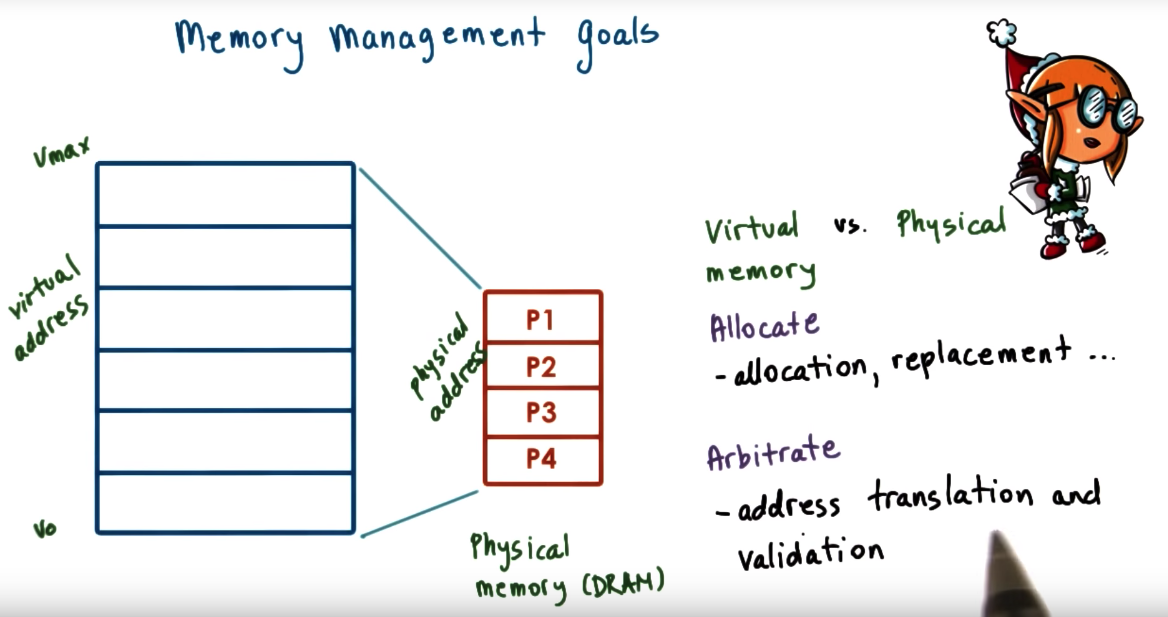 Memory management goals
Vmax
virtual
address
Vo
physical
address
P1
P2
P3
P4
Physical
memory (DRAM)
Virtual vs. Physical
memory
Allocate
- allocation, replacement ...
Arbitrate
- address translation and
validation